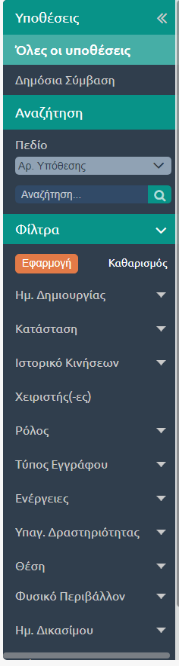 Υποθέσεις
Όλες οι υποθέσεις
Δημόσια Σύμβαση
Αναζήτηση
Πεδίο
Αρ. Υπόθεσης
Αναζήτηση...
Φίλτρα
Εφαρμογή Καθαρισμός
Ημ. Δημιουργίας
Κατάσταση
Ιστορικό Κινήσεων
Χειριστής(-ες)
Ρόλος
Τύπος Εγγράφου
Ενέργειες
Υπαγ. Δραστηριότητας
Θέση
Φυσικό Περιβάλλον
Ημ. Δικασίμου